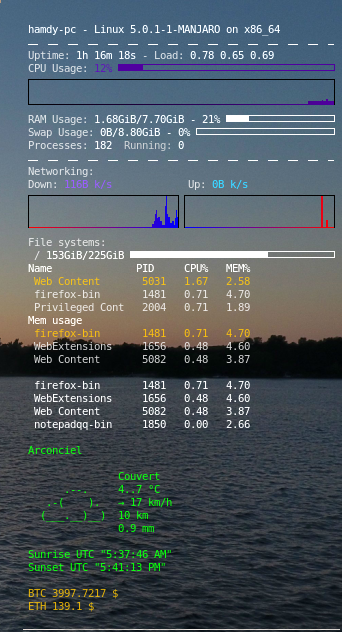 hamdy-pc - Linux 5.0.1-1-MANJARO on x86_64
Uptime: 1h 16m 18s - Load: 0.78 0.65 0.69
CPU Usage: 12%
RAM Usage: 1.68GiB/7.70GiB - 21%
Swap Usage: 0B/8.80GiB - 0%
Processes: 182 Running: 0
Networking:
Down: 116B k/s Up: 0B k/s
File systems:
/ 153GiB/225GiB
Name PID CPU% MEM%
Web Content 5031 1.67 2.58
firefox-bin 1481 0.71 4.70
Privileged Cont 2004 0.71 1.89
Mem usage
firefox-bin 1481 0.71 4.70
WebExtensions 1656 0.48 4.60
Web Content 5082 0.48 3.87
firefox-bin 1481 0.71 4.70
WebExtensions 1656 0.48 4.60
Web Content 5082 0.48 3.87
notepadqq-bin 1850 0.00 2.66
Arconciel
Couvert
.--. 4..7 °C
.-( ). → 17 km/h
(___.__)__) 10 km
0.9 mm
Sunrise UTC "5:37:46 AM"
Sunset UTC "5:41:13 PM"
BTC 3997.7217 $
ETH 139.1 $